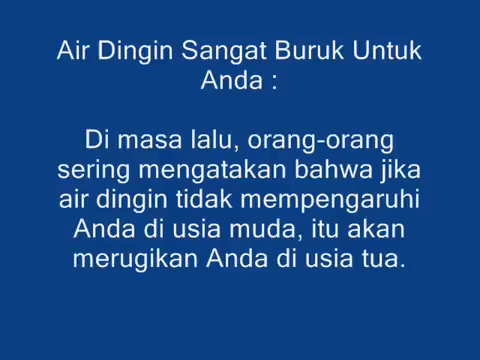 Air Dingin Sangat Buruk Untuk
Anda :
Di masa lalu, orang-orang
sering mengatakan bahwa jika
air dingin tidak mempengaruhi
Anda di usia muda, itu akan
merugikan Anda di usia tua.